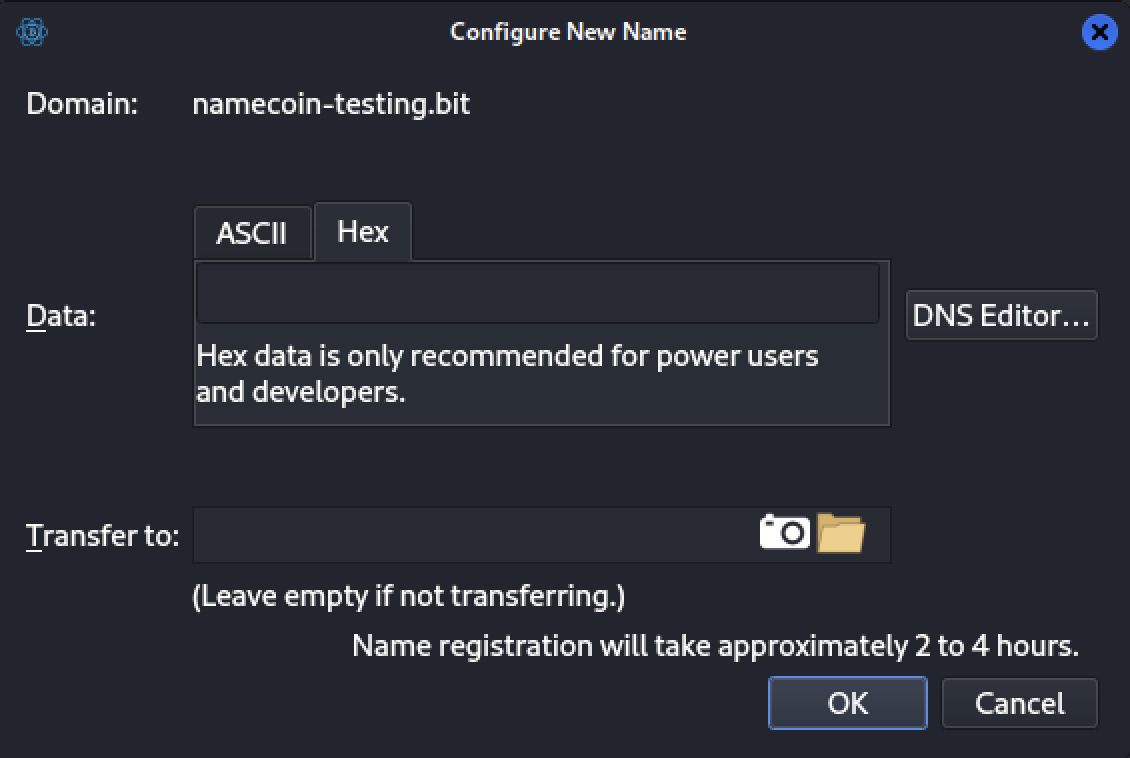 Configure New Name
Domain: namecoin-testing.bit
ASCII Hex
Data:
DNS Editor...
Hex data is only recommended for power users
and developers.
Transfer to:
(Leave empty if not transferring.)
Name registration will take approximately 2 to 4 hours.
OK Cancel